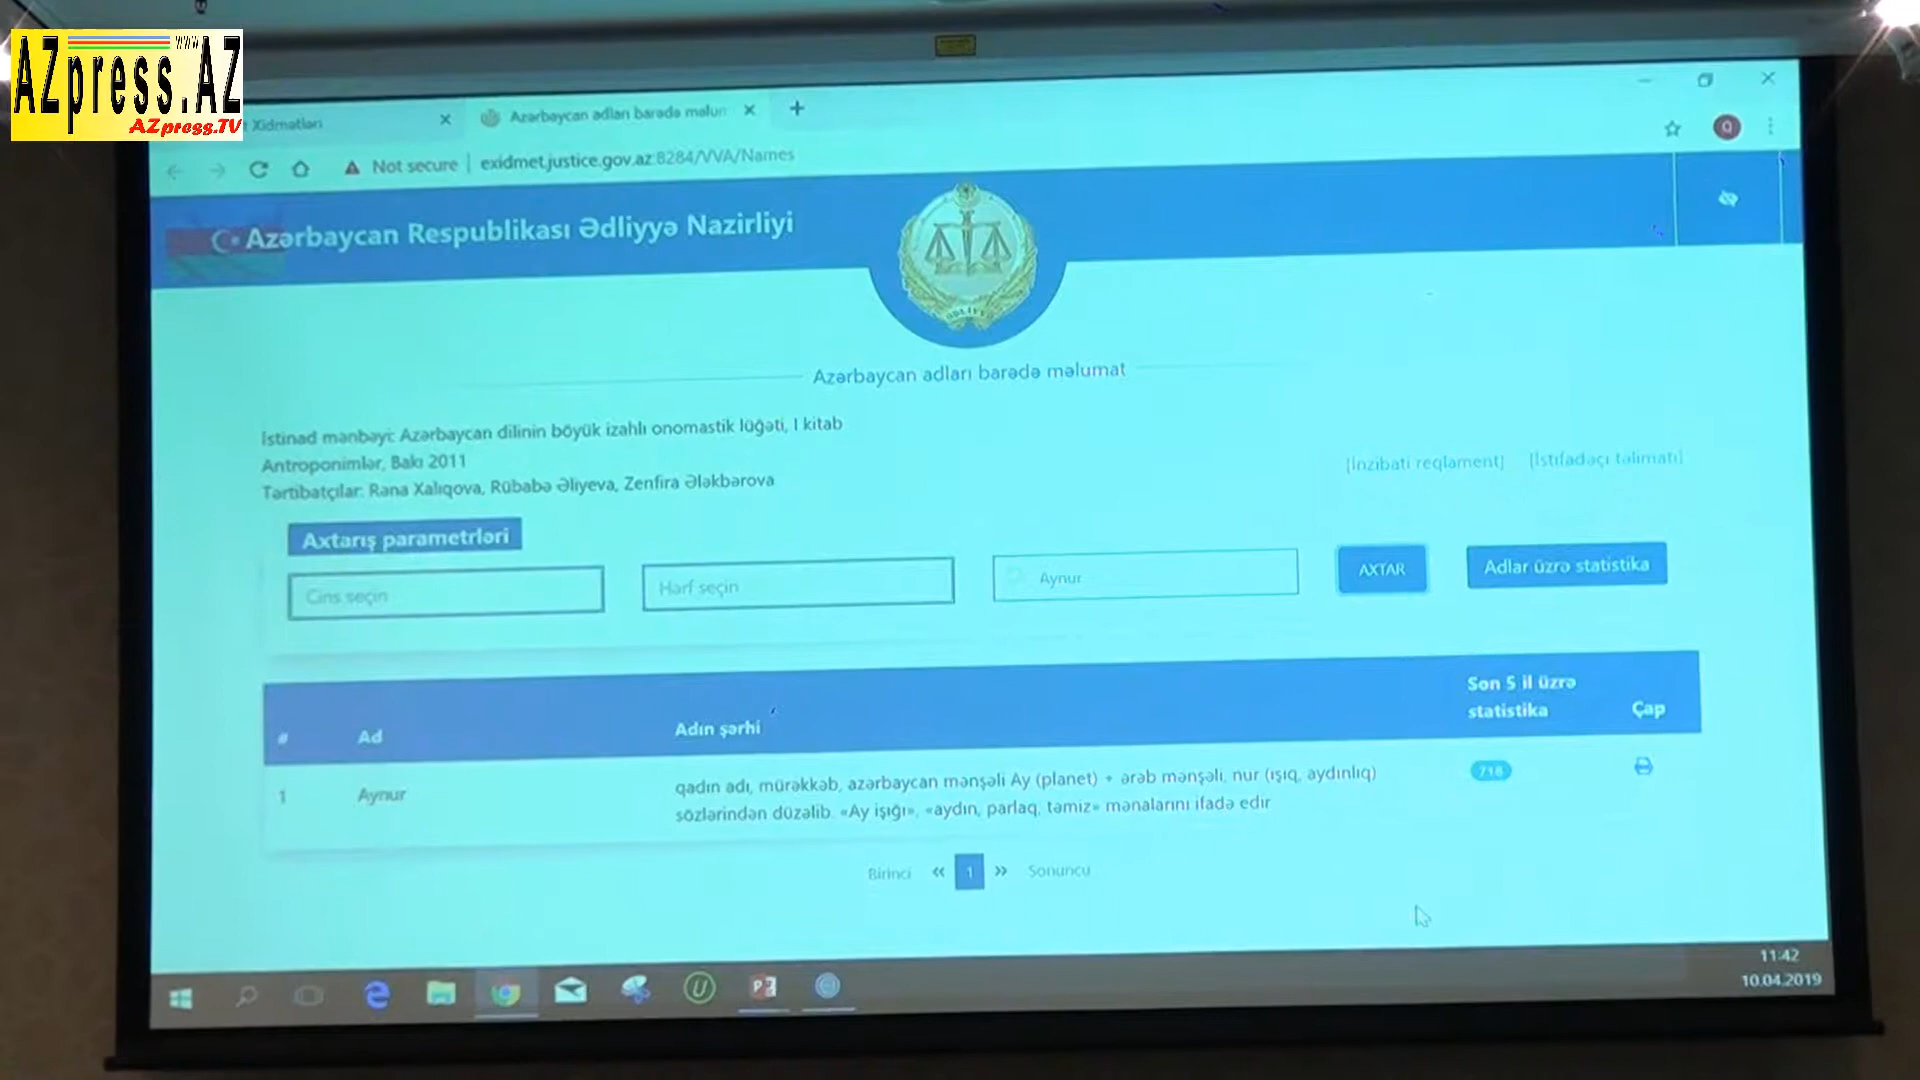 www
AZpress.AZ
AZpress.TV
Xidmətləri
Azərbaycan adları barədə məlum
Not secure | exidmet.justice.gov.az:8284/VVA/Names
Azərbaycan Respublikası Ədliyyə Nazirliyi
ƏDLİYYƏ
Azərbaycan adları barədə məlumat
İstinad mənbəyi: Azərbaycan dilinin böyük izahlı onomastik lüğəti, I kitab
Antroponimlər, Bakı 2011
Tərtibatçılar: Rəna Xalıqova, Rübabə Əliyeva, Zenfira Ələkbərova
[İnzibati reqlament] [İstifadəçi təlimatı]
Axtarış parametrləri
Cins seçin
Hərf seçin
Aynur
AXTAR
Adlar üzrə statistika
# Ad Adın şərhi Son 5 il üzrə statistika Çap
1 Aynur
qadın adı, mürəkkəb, azərbaycan mənşəli Ay (planet) + ərəb mənşəli, nur (işıq, aydınlıq)
sözlərindən düzəlib. «Ay işığı», «aydın, parlaq, təmiz» mənalarını ifadə edir
Birinci « 1 » Sonuncu
11:42
10.04.2019